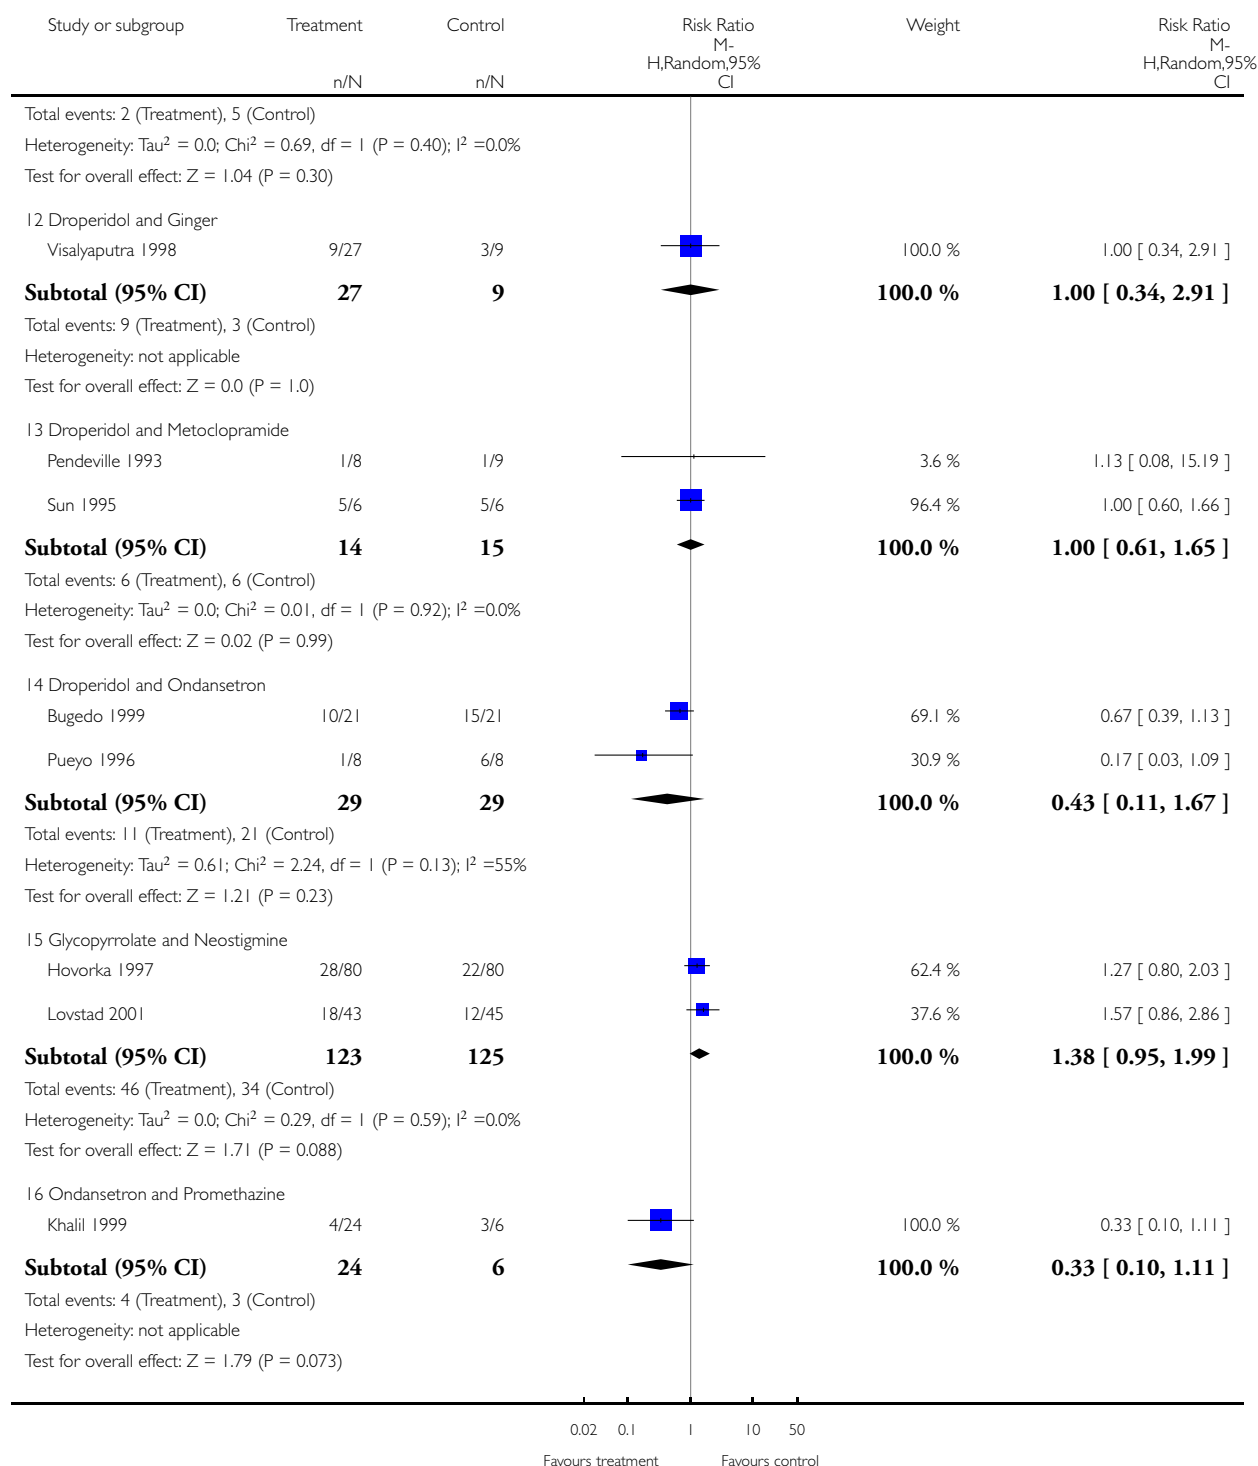 Study or subgroup Treatment Control Risk Ratio Weight Risk Ratio
M- M-
H,Random,95% H,Random,95%
n/N n/N CI CI
Total events: 2 (Treatment), 5 (Control)
Heterogeneity: Tau² = 0.0; Chi² = 0.69, df = 1 (P = 0.40); I² =0.0%
Test for overall effect: Z = 1.04 (P = 0.30)
12 Droperidol and Ginger
Visalyaputra 1998 9/27 3/9 100.0 % 1.00 [ 0.34, 2.91 ]
Subtotal (95% CI) 27 9 100.0 % 1.00 [ 0.34, 2.91 ]
Total events: 9 (Treatment), 3 (Control)
Heterogeneity: not applicable
Test for overall effect: Z = 0.0 (P = 1.0)
13 Droperidol and Metoclopramide
Pendeville 1993 1/8 1/9 3.6 % 1.13 [ 0.08, 15.19 ]
Sun 1995 5/6 5/6 96.4 % 1.00 [ 0.60, 1.66 ]
Subtotal (95% CI) 14 15 100.0 % 1.00 [ 0.61, 1.65 ]
Total events: 6 (Treatment), 6 (Control)
Heterogeneity: Tau² = 0.0; Chi² = 0.01, df = 1 (P = 0.92); I² =0.0%
Test for overall effect: Z = 0.02 (P = 0.99)
14 Droperidol and Ondansetron
Bugedo 1999 10/21 15/21 69.1 % 0.67 [ 0.39, 1.13 ]
Pueyo 1996 1/8 6/8 30.9 % 0.17 [ 0.03, 1.09 ]
Subtotal (95% CI) 29 29 100.0 % 0.43 [ 0.11, 1.67 ]
Total events: 11 (Treatment), 21 (Control)
Heterogeneity: Tau² = 0.61; Chi² = 2.24, df = 1 (P = 0.13); I² =55%
Test for overall effect: Z = 1.21 (P = 0.23)
15 Glycopyrrolate and Neostigmine
Hovorka 1997 28/80 22/80 62.4 % 1.27 [ 0.80, 2.03 ]
Lovstad 2001 18/43 12/45 37.6 % 1.57 [ 0.86, 2.86 ]
Subtotal (95% CI) 123 125 100.0 % 1.38 [ 0.95, 1.99 ]
Total events: 46 (Treatment), 34 (Control)
Heterogeneity: Tau² = 0.0; Chi² = 0.29, df = 1 (P = 0.59); I² =0.0%
Test for overall effect: Z = 1.71 (P = 0.088)
16 Ondansetron and Promethazine
Khalil 1999 4/24 3/6 100.0 % 0.33 [ 0.10, 1.11 ]
Subtotal (95% CI) 24 6 100.0 % 0.33 [ 0.10, 1.11 ]
Total events: 4 (Treatment), 3 (Control)
Heterogeneity: not applicable
Test for overall effect: Z = 1.79 (P = 0.073)
0.02 0.1 1 10 50
Favours treatment Favours control